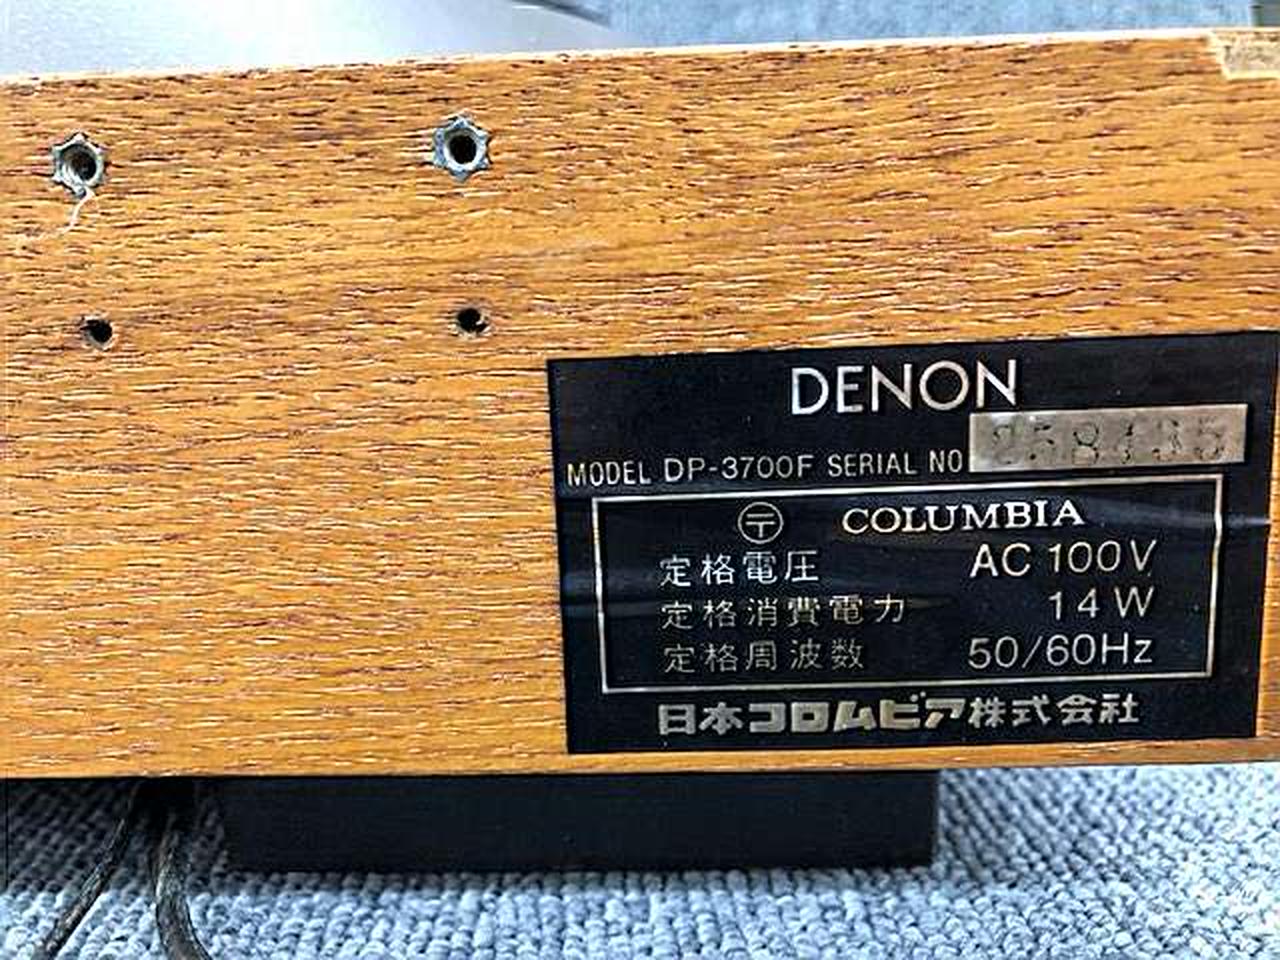 DENON
MODEL DP-3700F SERIAL NO
〒 COLUMBIA
定格電圧 AC 100V
定格消費電力 14W
定格周波数 50/60Hz
日本コロムビア株式会社